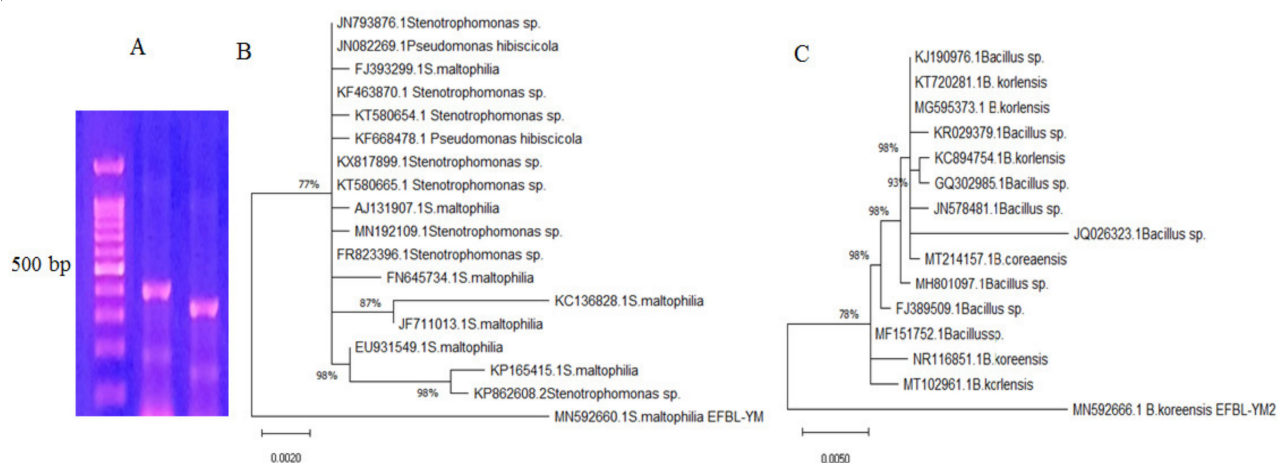 A
500 bp
B
JN793876.1Stenotrophomonas sp.
JN082269.1Pseudomonas hibiscicola
FJ393299.1S.maltophilia
KF463870.1 Stenotrophomonas sp.
KT580654.1 Stenotrophomonas sp.
KF668478.1 Pseudomonas hibiscicola
KX817899.1Stenotrophomonas sp.
77%
KT580665.1 Stenotrophomonas sp.
AJ131907.1S.maltophilia
MN192109.1Stenotrophomonas sp.
FR823396.1Stenotrophomonas sp.
FN645734.1S.maltophilia
87%
KC136828.1S.maltophilia
JF711013.1S.maltophilia
EU931549.1S.maltophilia
98%
KP165415.1S.maltophilia
98%
KP862608.2Stenotrophomonas sp.
MN592660.1S.maltophilia EFBL-YM
0.0020
C
KJ190976.1Bacillus sp.
KT720281.1B.korlensis
MG595373.1 B.korlensis
KR029379.1Bacillus sp.
98%
KC894754.1B.korlensis
93%
GQ302985.1Bacillus sp.
JN578481.1Bacillus sp.
98%
JQ026323.1Bacillus sp.
98%
MT214157.1B.coreaensis
MH801097.1Bacillus sp.
FJ389509.1Bacillus sp.
78%
MF151752.1Bacillussp.
NR116851.1B.koreensis
MT102961.1B.korlensis
MN592666.1 B.koreensis EFBL-YM2
0.0050